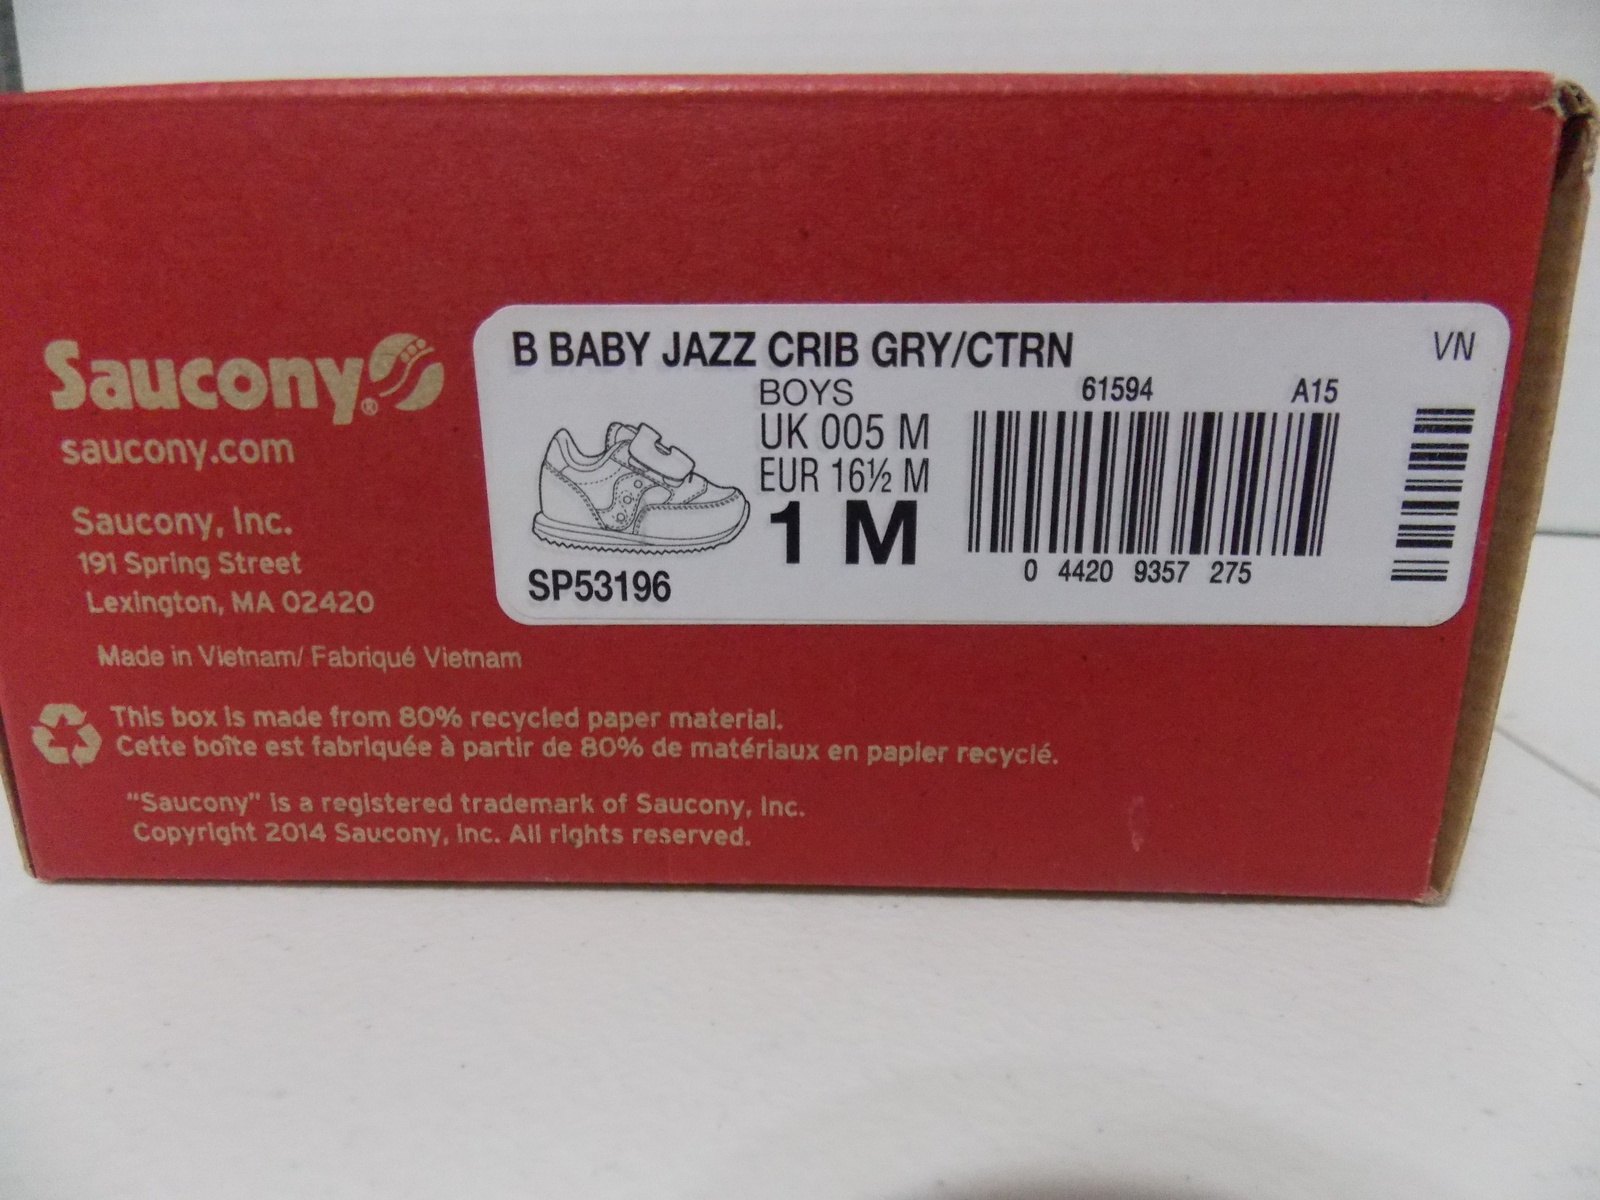 Saucony®
saucony.com
Saucony, Inc.
191 Spring Street
Lexington, MA 02420
Made in Vietnam/ Fabriqué Vietnam
This box is made from 80% recycled paper material.
Cette boîte est fabriquée à partir de 80% de matériaux en papier recyclé.
"Saucony" is a registered trademark of Saucony, Inc.
Copyright 2014 Saucony, Inc. All rights reserved.
B BABY JAZZ CRIB GRY/CTRN
VN
BOYS
61594 A15
UK 005 M
EUR 16½ M
1 M
SP53196
0 4420 9357 275